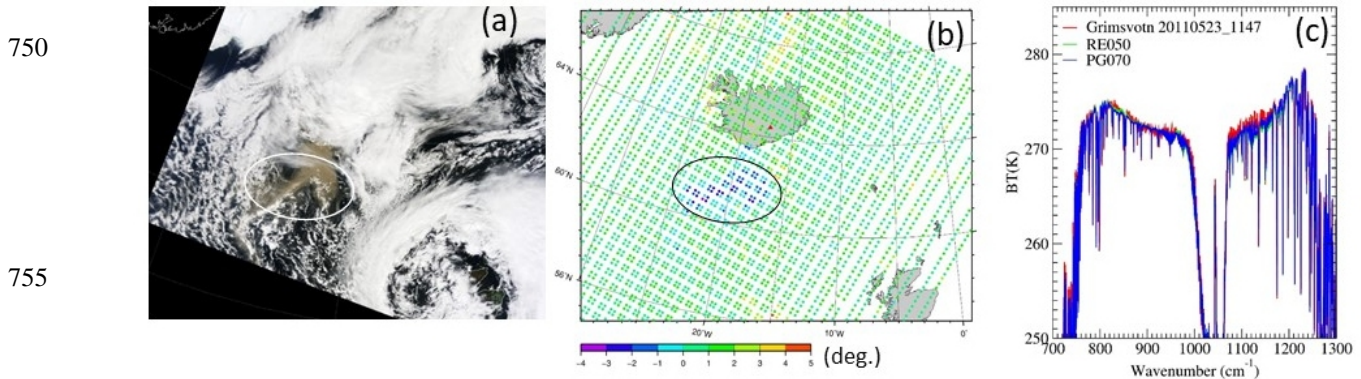 750
755
(a)
(b)
64°N
60°N
56°N
20°W
10°W
0°
-4 -3 -2 -1 0 1 2 3 4 5
(deg.)
(c)
Grimsvotn 20110523_1147
RE050
PG070
280
270
260
250
BT(K)
700 800 900 1000 1100 1200 1300
Wavenumber (cm⁻¹)